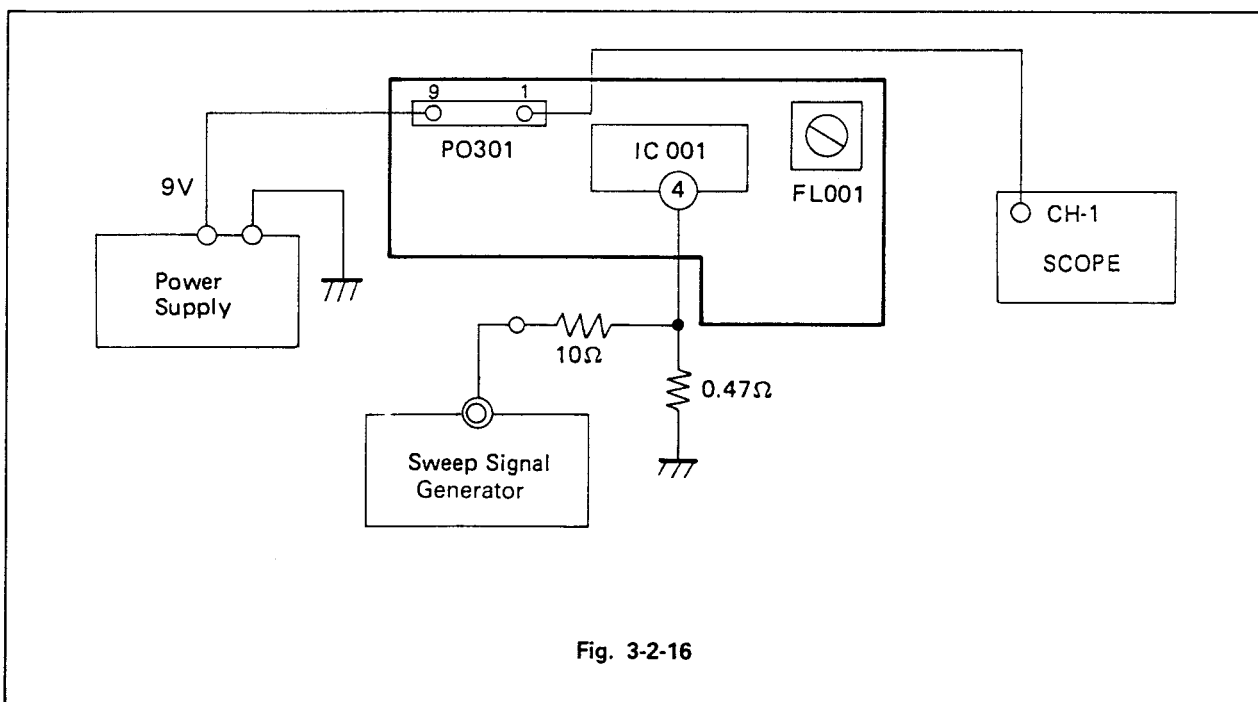 9 1
PO301
IC 001
4
FL001
9V
CH-1
SCOPE
Power
Supply
10Ω
0.47Ω
Sweep Signal
Generator
Fig. 3-2-16